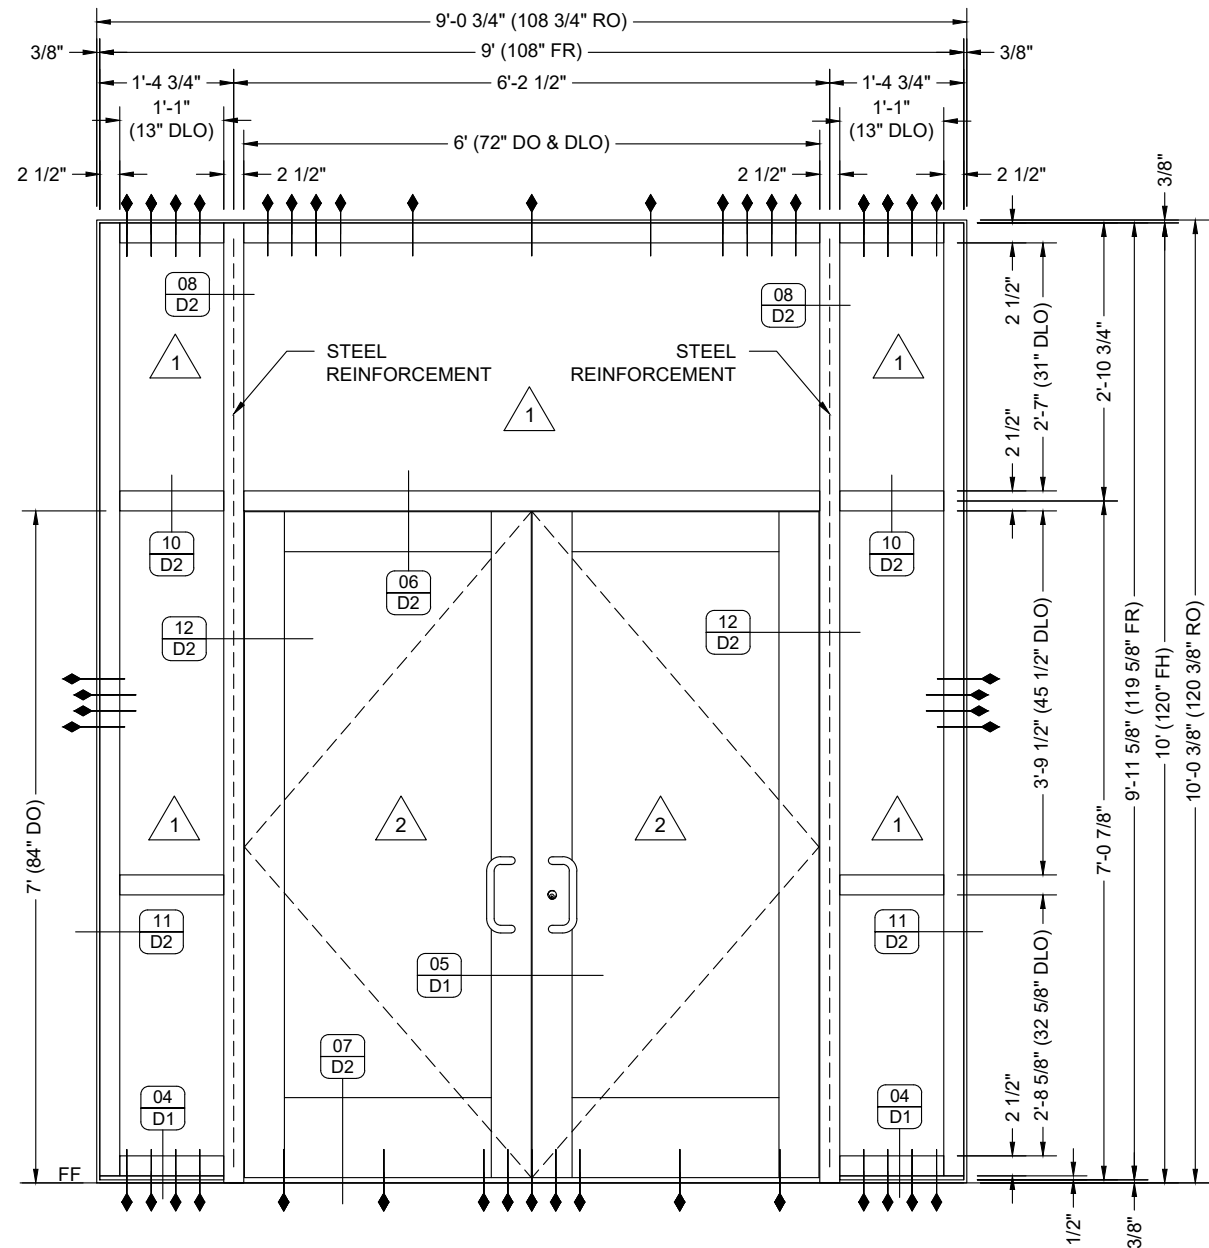 9'-0 3/4" (108 3/4" RO)
3/8"
9' (108" FR)
3/8"
1'-4 3/4"
6'-2 1/2"
1'-4 3/4"
1'-1"
(13" DLO)
1'-1"
(13" DLO)
6' (72" DO & DLO)
2 1/2"
2 1/2"
2 1/2"
2 1/2"
3/8"
08
D2
08
D2
1
STEEL
REINFORCEMENT
STEEL
REINFORCEMENT
1
1
2 1/2"
2'-7" (31" DLO)
2'-10 3/4"
2 1/2"
10
D2
06
D2
10
D2
12
D2
12
D2
3'-9 1/2" (45 1/2" DLO)
9'-11 5/8" (119 5/8" FR)
10' (120" FH)
10'-0 3/8" (120 3/8" RO)
7' (84" DO)
1
2
2
1
7'-0 7/8"
11
D2
11
D2
05
D1
2'-8 5/8" (32 5/8" DLO)
07
D2
04
D1
04
D1
2 1/2"
FF
1/2"
3/8"